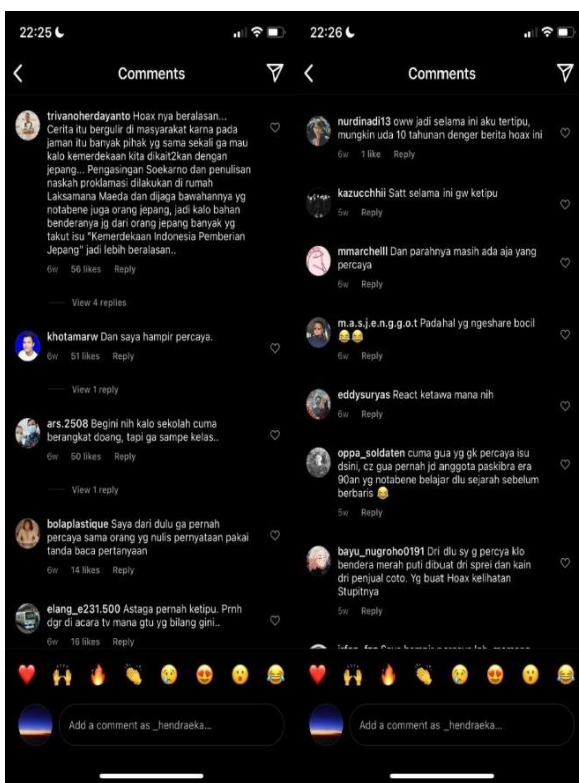 22:25
Comments
trivanoherdayanto Hoax nya beralasan...
Cerita itu bergulir di masyarakat karna pada
jaman itu banyak pihak yg sama sekali ga mau
kalo kemerdekaan kita dikait2kan dengan
jepang... Pengasingan Soekarno dan penulisan
naskah proklamasi dilakukan di rumah
Laksamana Maeda dan dijaga bawahannya yg
notabene juga orang jepang, jadi kalo bahan
benderanya jg dari orang jepang banyak yg
takut isu "Kemerdekaan Indonesia Pemberian
Jepang" jadi lebih beralasan..
6w 56 likes Reply
View 4 replies
khotamarw Dan saya hampir percaya.
6w 51 likes Reply
View 1 reply
ars.2508 Begini nih kalo sekolah cuma
berangkat doang, tapi ga sampe kelas..
6w 50 likes Reply
View 1 reply
bolaplastique Saya dari dulu ga pernah
percaya sama orang yg nulis pernyataan pakai
tanda baca pertanyaan
6w 14 likes Reply
elang_e231.500 Astaga pernah ketipu. Prnh
dgr di acara tv mana gtu yg bilang gini..
6w 16 likes Reply
Add a comment as _hendraeka...
22:26
Comments
nurdinadi13 oww jadi selama ini aku tertipu,
mungkin uda 10 tahunan denger berita hoax ini
6w 1 like Reply
kazucchhii Satt selama ini gw ketipu
5w Reply
mmarchelll Dan parahnya masih ada aja yang
percaya
6w Reply
m.a.s.j.e.n.g.g.o.t Padahal yg ngeshare bocil
😂😂
6w Reply
eddysuryas React ketawa mana nih
6w Reply
oppa_soldaten cuma gua yg gk percaya isu
dsini, cz gua pernah jd anggota paskibra era
90an yg notabene belajar dlu sejarah sebelum
berbaris 😂
5w Reply
bayu_nugroho0191 Dri dlu sy g percya klo
bendera merah puti dibuat dri sprei dan kain
dri penjual coto. Yg buat Hoax kelihatan
Stupitnya
5w Reply
Add a comment as _hendraeka...